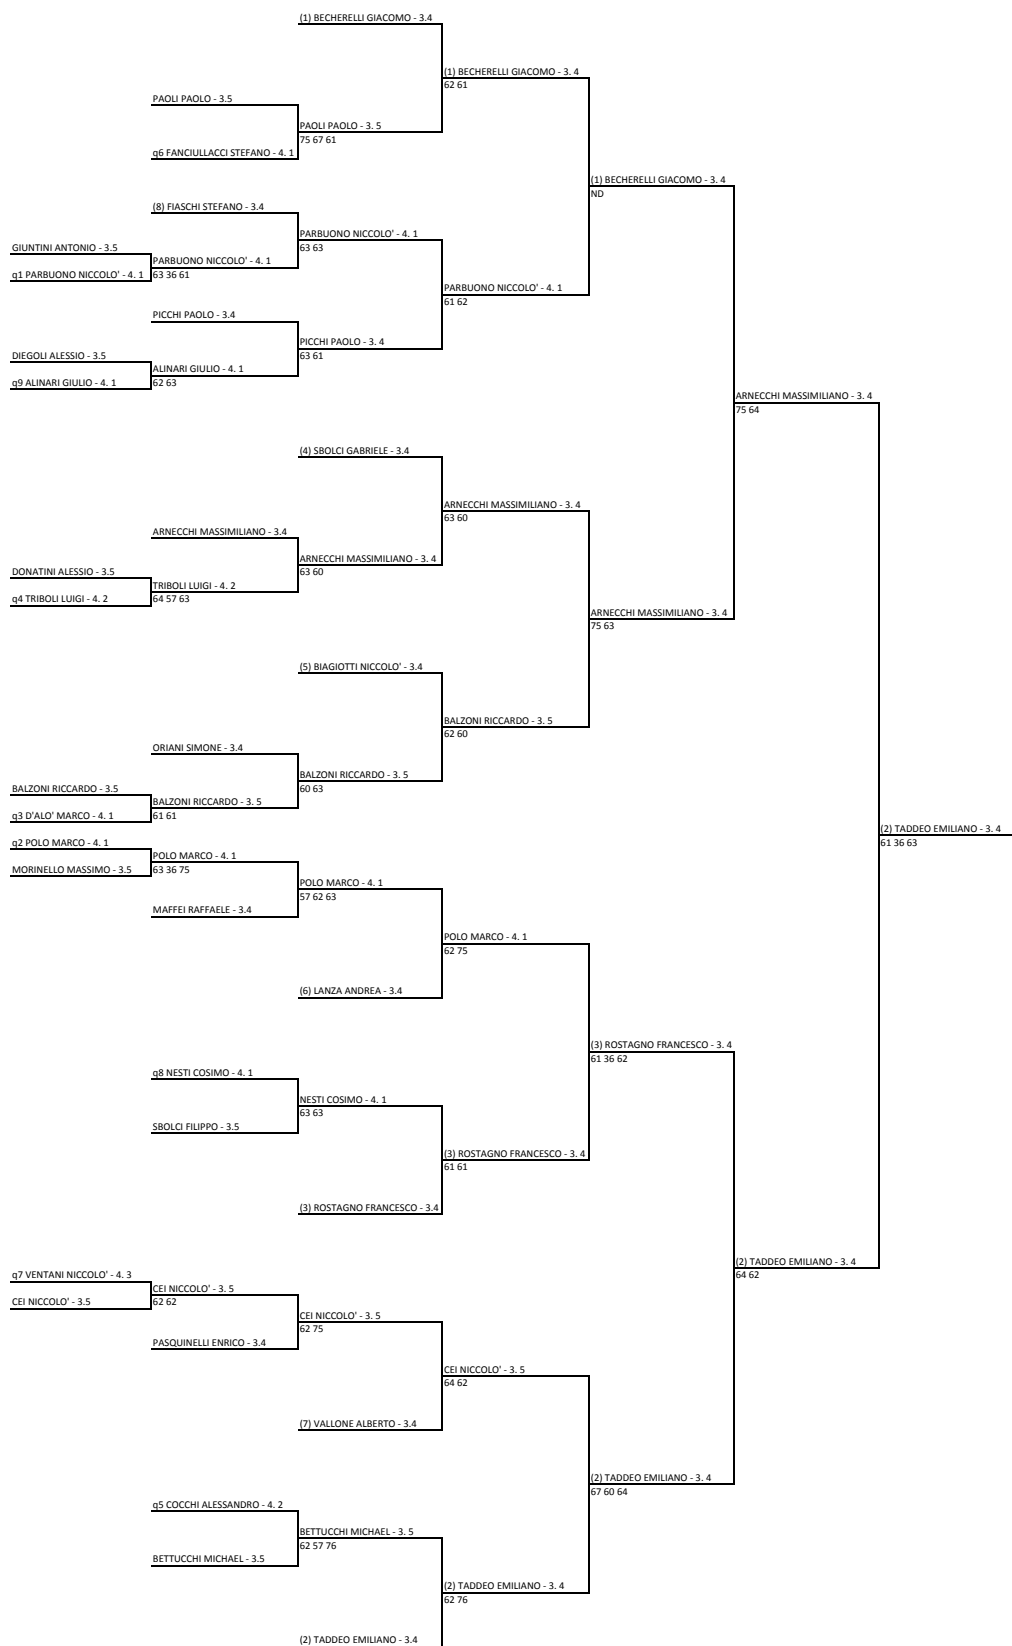 (1) BECHERELLI GIACOMO - 3.4
(1) BECHERELLI GIACOMO - 3. 4
62 61
PAOLI PAOLO - 3.5
PAOLI PAOLO - 3. 5
75 67 61
q6 FANCIULLACCI STEFANO - 4. 1
(1) BECHERELLI GIACOMO - 3. 4
ND
(8) FIASCHI STEFANO - 3.4
PARBUONO NICCOLO' - 4. 1
63 63
GIUNTINI ANTONIO - 3.5
PARBUONO NICCOLO' - 4. 1
q1 PARBUONO NICCOLO' - 4. 1
63 36 61
PARBUONO NICCOLO' - 4. 1
61 62
PICCHI PAOLO - 3.4
PICCHI PAOLO - 3. 4
63 61
DIEGOLI ALESSIO - 3.5
ALINARI GIULIO - 4. 1
q9 ALINARI GIULIO - 4. 1
62 63
ARNECCHI MASSIMILIANO - 3. 4
75 64
(4) SBOLCI GABRIELE - 3.4
ARNECCHI MASSIMILIANO - 3. 4
63 60
ARNECCHI MASSIMILIANO - 3.4
ARNECCHI MASSIMILIANO - 3. 4
63 60
DONATINI ALESSIO - 3.5
TRIBOLI LUIGI - 4. 2
q4 TRIBOLI LUIGI - 4. 2
64 57 63
ARNECCHI MASSIMILIANO - 3. 4
75 63
(5) BIAGIOTTI NICCOLO' - 3.4
BALZONI RICCARDO - 3. 5
62 60
ORIANI SIMONE - 3.4
BALZONI RICCARDO - 3. 5
60 63
BALZONI RICCARDO - 3.5
BALZONI RICCARDO - 3. 5
q3 D'ALO' MARCO - 4. 1
61 61
(2) TADDEO EMILIANO - 3. 4
61 36 63
q2 POLO MARCO - 4. 1
POLO MARCO - 4. 1
MORINELLO MASSIMO - 3.5
63 36 75
POLO MARCO - 4. 1
57 62 63
MAFFEI RAFFAELE - 3.4
POLO MARCO - 4. 1
62 75
(6) LANZA ANDREA - 3.4
(3) ROSTAGNO FRANCESCO - 3. 4
61 36 62
q8 NESTI COSIMO - 4. 1
NESTI COSIMO - 4. 1
63 63
SBOLCI FILIPPO - 3.5
(3) ROSTAGNO FRANCESCO - 3. 4
61 61
(3) ROSTAGNO FRANCESCO - 3.4
(2) TADDEO EMILIANO - 3. 4
64 62
q7 VENTANI NICCOLO' - 4. 3
CEI NICCOLO' - 3. 5
CEI NICCOLO' - 3.5
62 62
CEI NICCOLO' - 3. 5
62 75
PASQUINELLI ENRICO - 3.4
CEI NICCOLO' - 3. 5
64 62
(7) VALLONE ALBERTO - 3.4
(2) TADDEO EMILIANO - 3. 4
67 60 64
q5 COCCHI ALESSANDRO - 4. 2
BETTUCCHI MICHAEL - 3. 5
62 57 76
BETTUCCHI MICHAEL - 3.5
(2) TADDEO EMILIANO - 3. 4
62 76
(2) TADDEO EMILIANO - 3.4